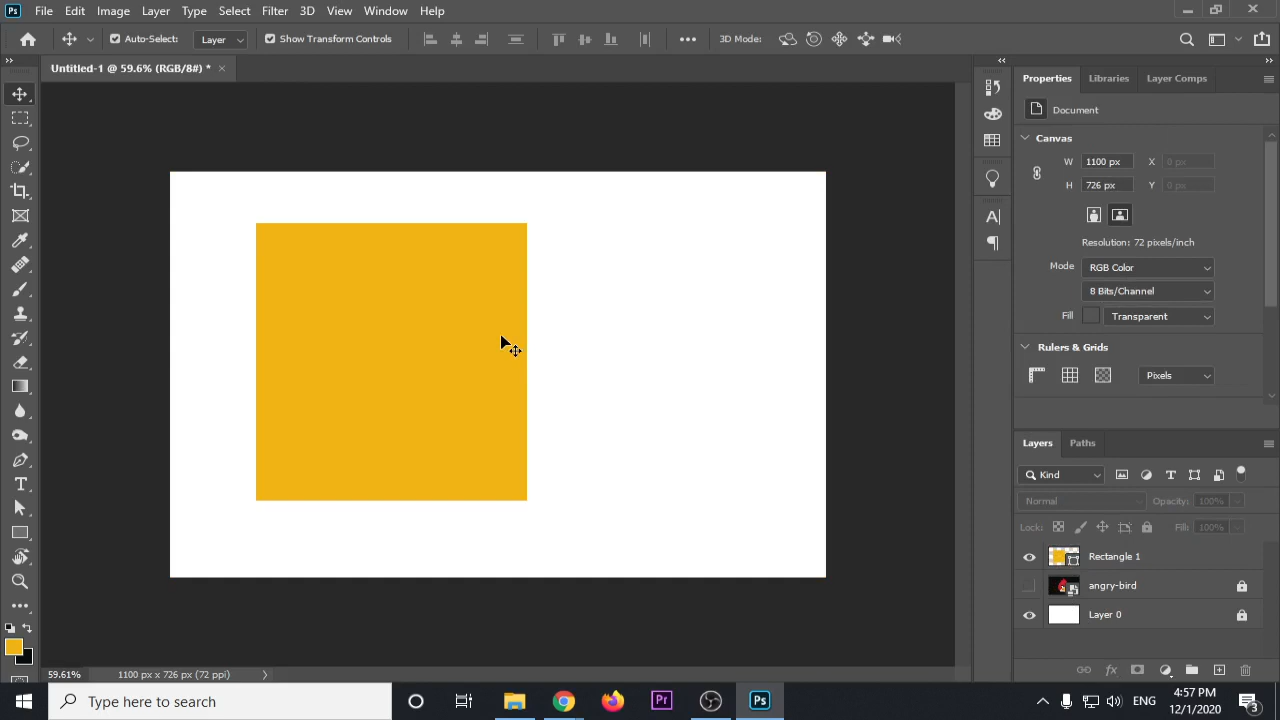 Ps File Edit Image Layer Type Select Filter 3D View Window Help
Auto-Select: Layer Show Transform Controls 3D Mode:
Untitled-1 @ 59.6% (RGB/8#) *
Properties Libraries Layer Comps
Document
Canvas
W 1100 px X 0 px
H 726 px Y 0 px
Resolution: 72 pixels/inch
Mode RGB Color
8 Bits/Channel
Fill Transparent
Rulers & Grids
Pixels
Layers Paths
Kind
Normal Opacity: 100%
Lock: Fill: 100%
Rectangle 1
angry-bird
Layer 0
59.61% 1100 px x 726 px (72 ppi)
Type here to search
Pr
Ps
ENG
4:57 PM
12/1/2020
3